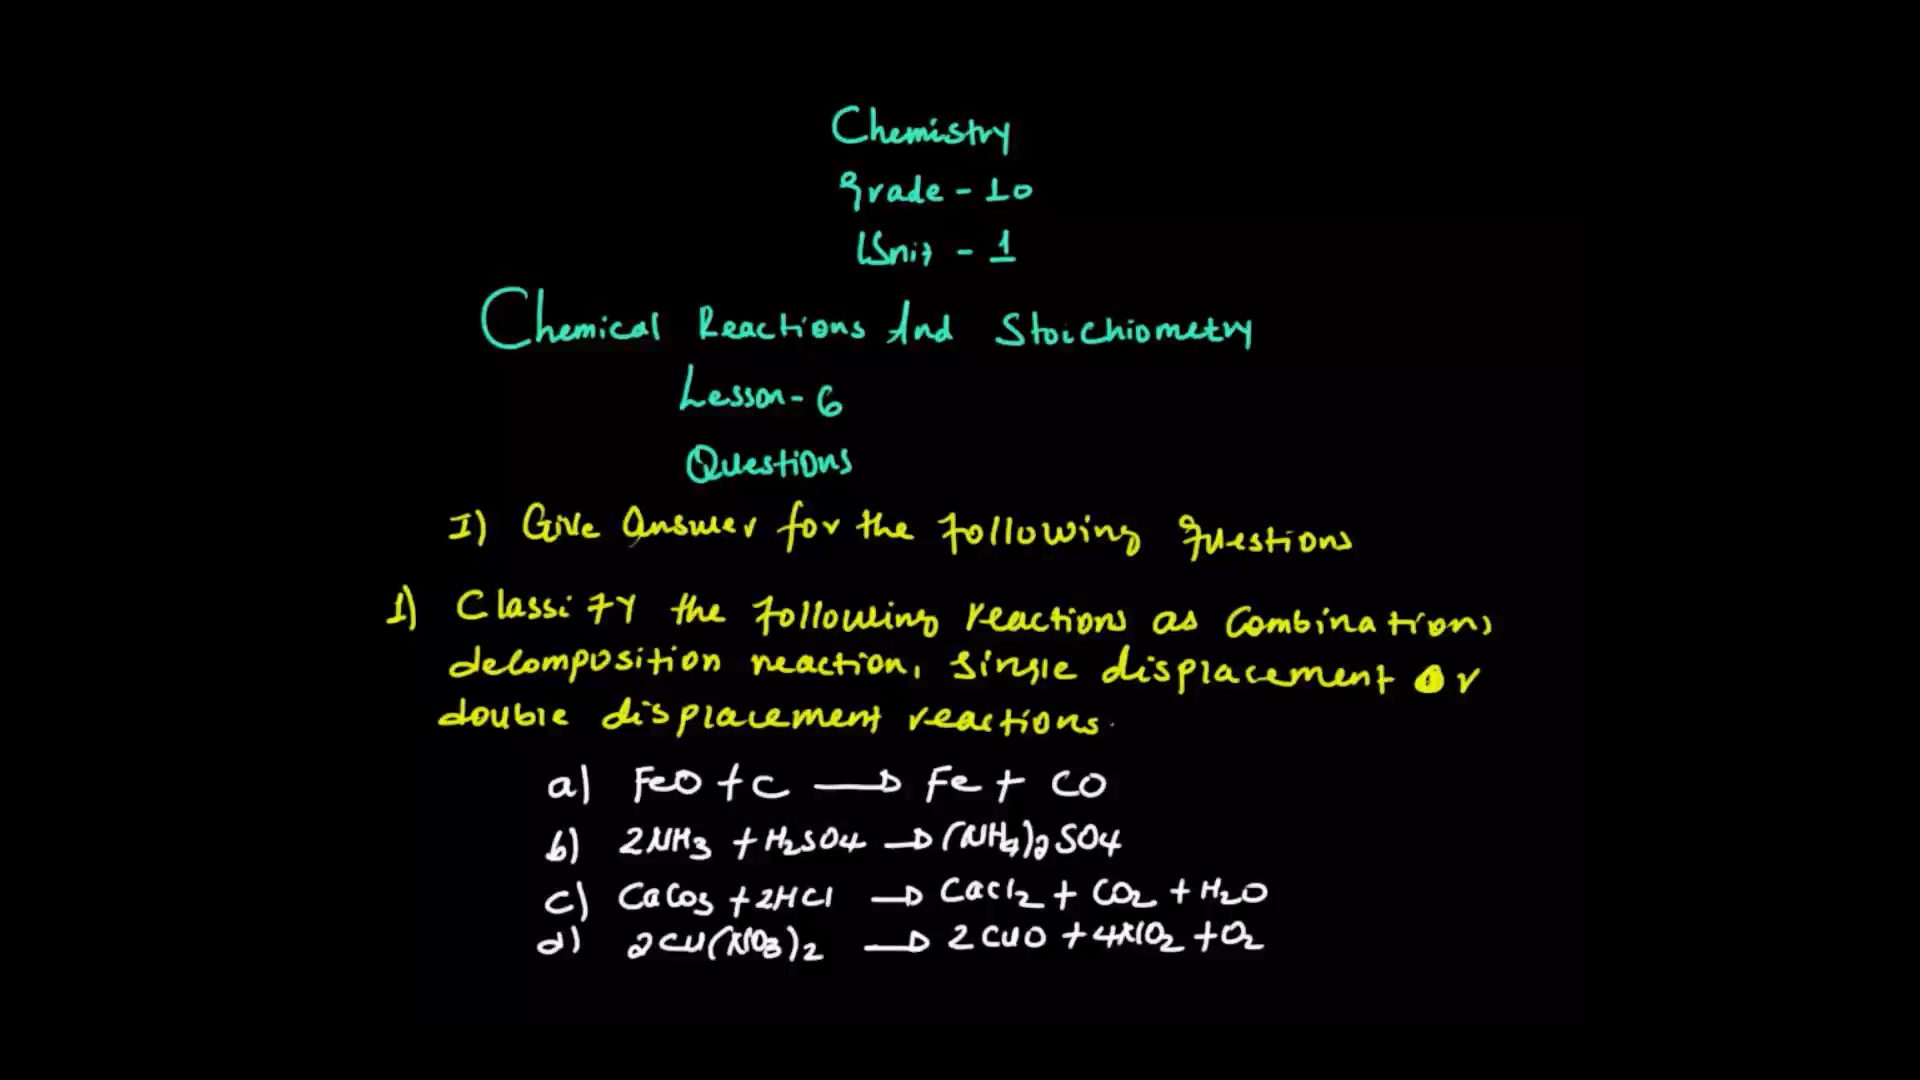 Chemistry
Grade - 10
Unit - 1
Chemical Reactions And Stoichiometry
Lesson - 6
Questions
I) Give Answer for the following questions
1) Classify the following reactions as Combination,
decomposition reaction, single displacement or
double displacement reactions.
a) FeO + C → Fe + CO
b) 2NH3 + H2SO4 → (NH4)2SO4
c) CaCO3 + 2HCl → CaCl2 + CO2 + H2O
d) 2Cu(NO3)2 → 2CuO + 4NO2 + O2